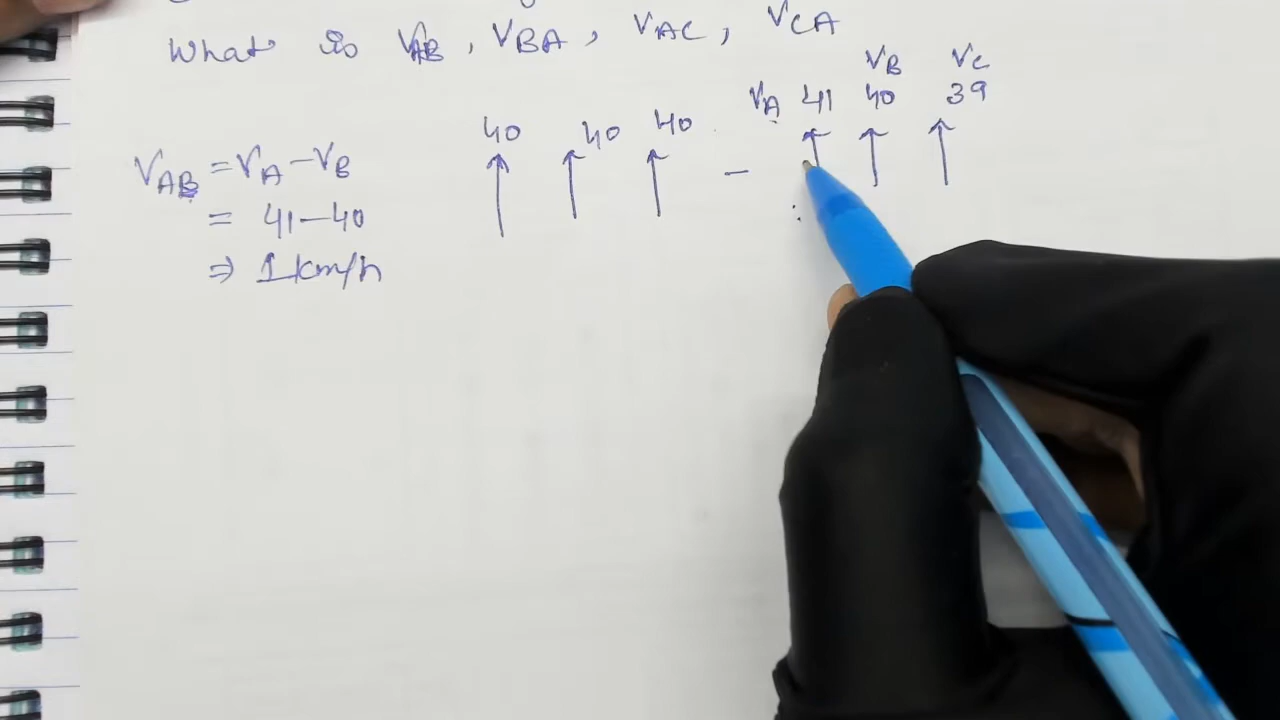 What is VAB, VBA, VAC, VCA
VAB = VA - VB
= 41 - 40
⇒ 1 km/h
40 40 40 -
VB VC
VA 41 40 39